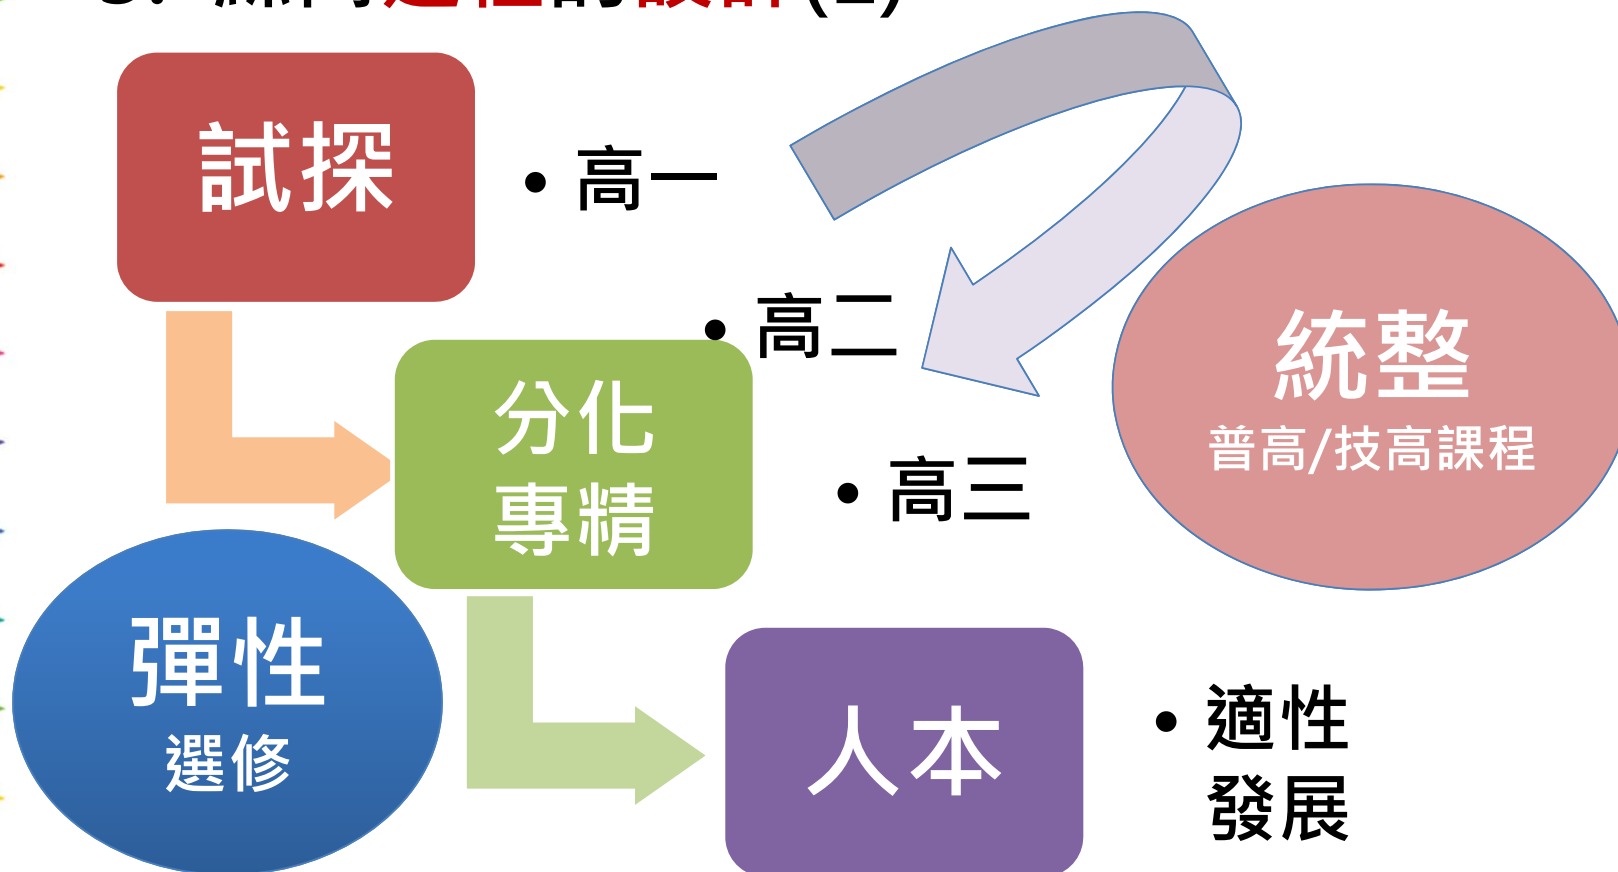 試探
• 高一
• 高二
分化
專精
• 高三
統整
普高/技高課程
彈性
選修
人本
• 適性
發展